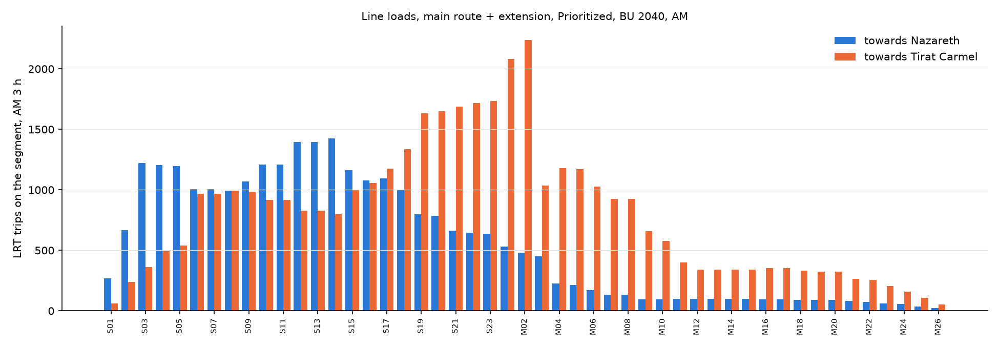 Line loads, main route + extension, Prioritized, BU 2040, AM
towards Nazareth
towards Tirat Carmel
LRT trips on the segment, AM 3 h
2000
1500
1000
500
0
S01 S03 S05 S07 S09 S11 S13 S15 S17 S19 S21 S23 M02 M04 M06 M08 M10 M12 M14 M16 M18 M20 M22 M24 M26